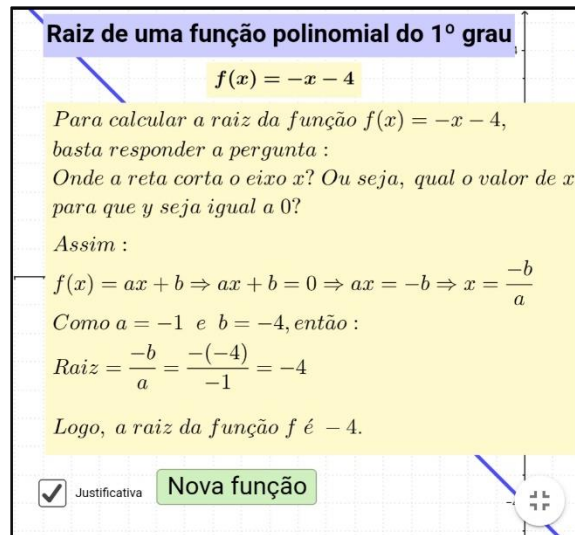 Raiz de uma função polinomial do 1º grau
f(x) = −x − 4
Para calcular a raiz da função f(x) = −x − 4,
basta responder a pergunta :
Onde a reta corta o eixo x? Ou seja, qual o valor de x
para que y seja igual a 0?
Assim :
f(x) = ax + b ⇒ ax + b = 0 ⇒ ax = −b ⇒ x = −b/a
Como a = −1 e b = −4, então :
Raiz = −b/a = −(−4)/−1 = −4
Logo, a raiz da função f é − 4.
Justificativa
Nova função